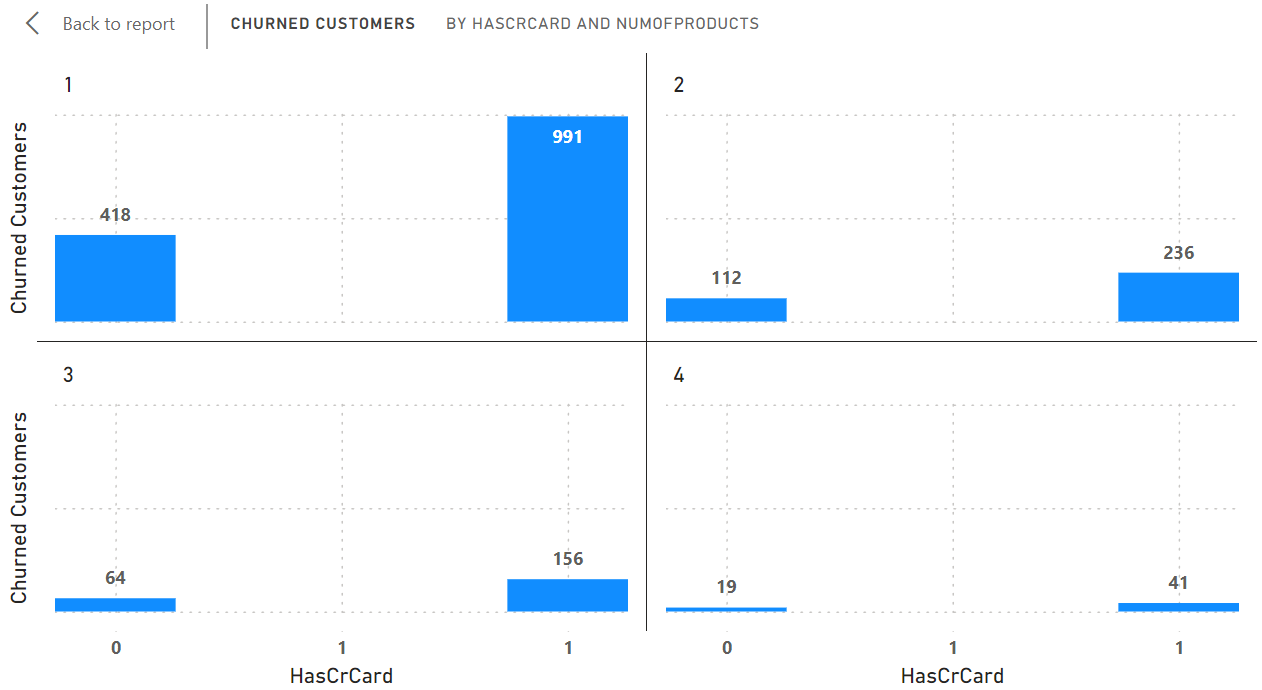 Back to report
CHURNED CUSTOMERS BY HASCRCARD AND NUMOFPRODUCTS
1
2
Churned Customers
418
991
112
236
3
4
Churned Customers
64
156
19
41
0 1 1
0 1 1
HasCrCard
HasCrCard